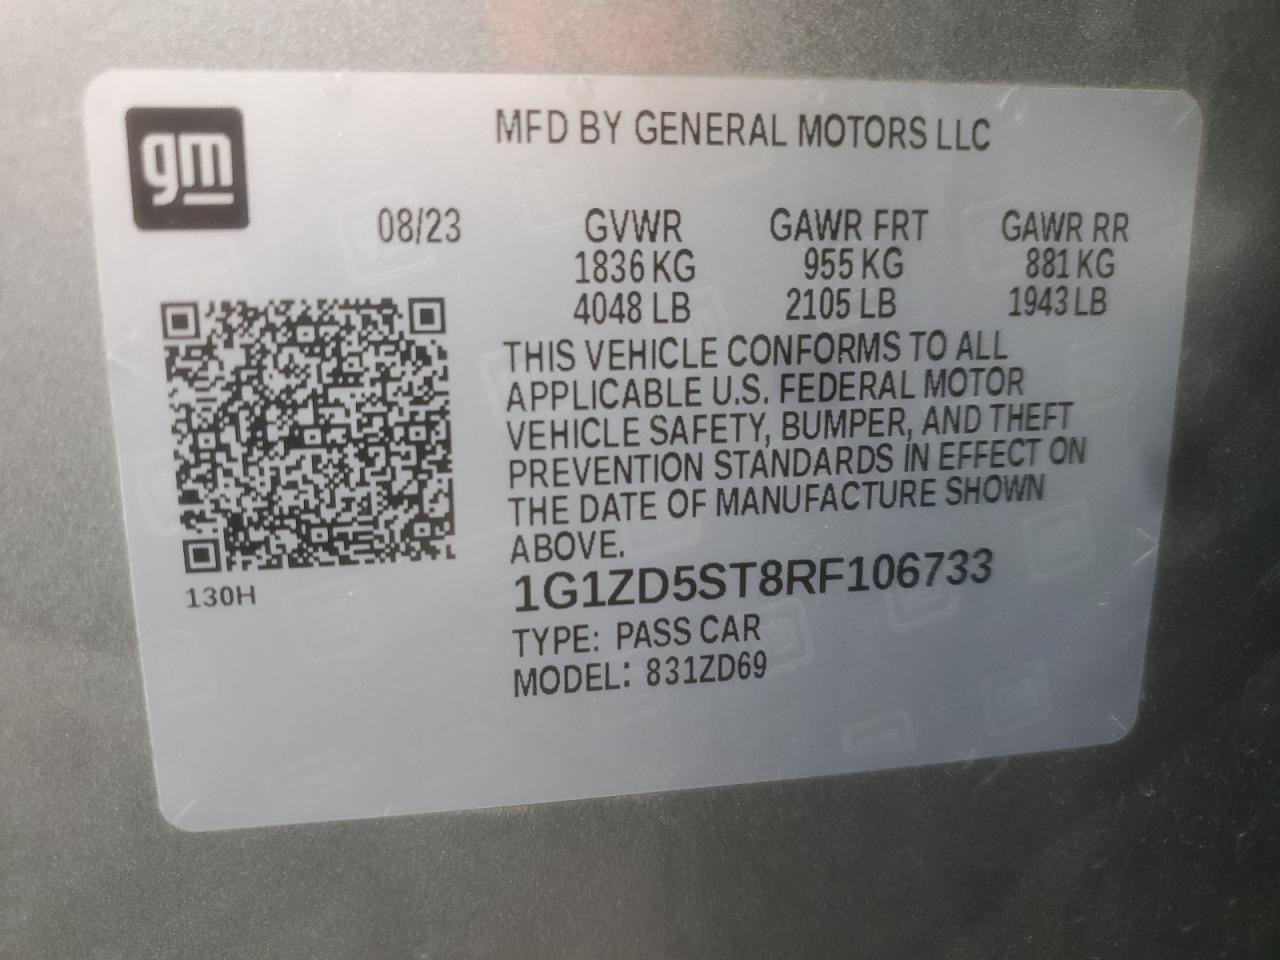 gm
MFD BY GENERAL MOTORS LLC
08/23 GVWR GAWR FRT GAWR RR
1836 KG 955 KG 881 KG
4048 LB 2105 LB 1943 LB
THIS VEHICLE CONFORMS TO ALL
APPLICABLE U.S. FEDERAL MOTOR
VEHICLE SAFETY, BUMPER, AND THEFT
PREVENTION STANDARDS IN EFFECT ON
THE DATE OF MANUFACTURE SHOWN
ABOVE.
130H
1G1ZD5ST8RF106733
TYPE: PASS CAR
MODEL: 831ZD69